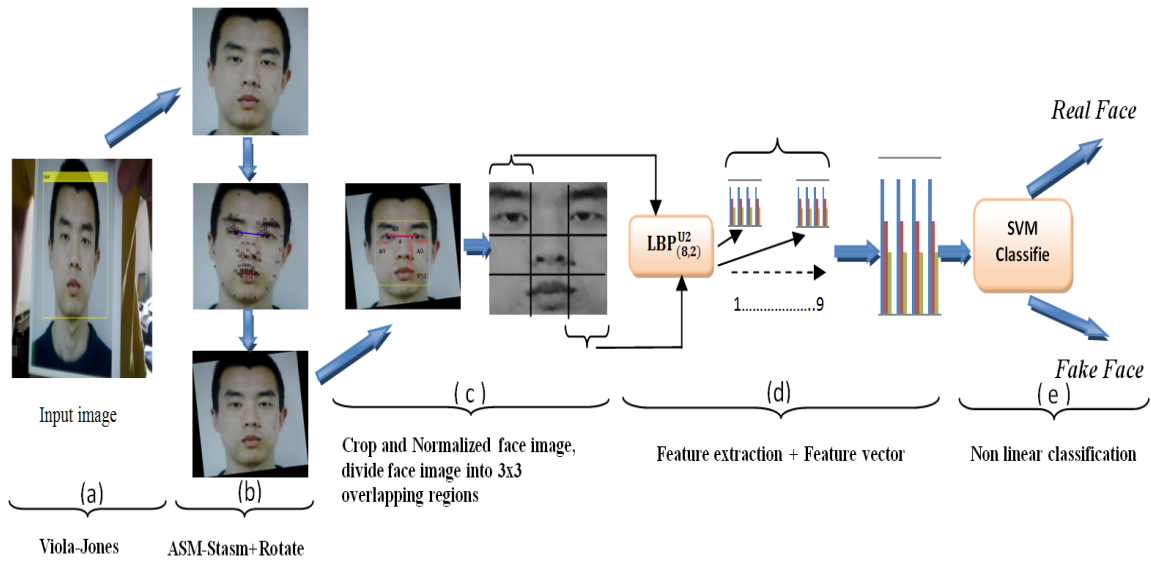 Real Face
LBP
U2
(8,2)
SVM
Classifie
1...................9
Fake Face
Input image
(a)
Viola-Jones
(b)
ASM-Stasm+Rotate
( c )
Crop and Normalized face image,
divide face image into 3x3
overlapping regions
(d)
Feature extraction + Feature vector
(e)
Non linear classification